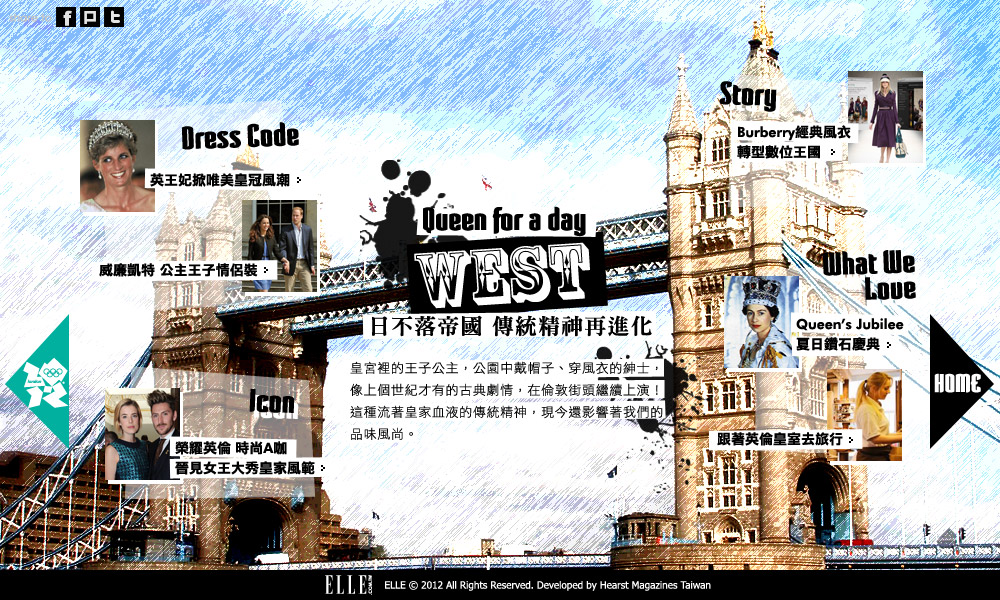 f p t
Dress Code
英王妃掀唯美皇冠風潮
威廉凱特 公主王子情侶裝
Icon
榮耀英倫 時尚A咖
晉見女王大秀皇家風範
Queen for a day
WEST
日不落帝國 傳統精神再進化
皇宮裡的王子公主，公園中戴帽子、穿風衣的紳士，
像上個世紀才有的古典劇情，在倫敦街頭繼續上演！
這種流著皇家血液的傳統精神，現今還影響著我們的
品味風尚。
Story
Burberry經典風衣
轉型數位王國
What We
Love
Queen's Jubilee
夏日鑽石慶典
跟著英倫皇室去旅行
HOME
ELLE ELLE © 2012 All Rights Reserved. Developed by Hearst Magazines Taiwan